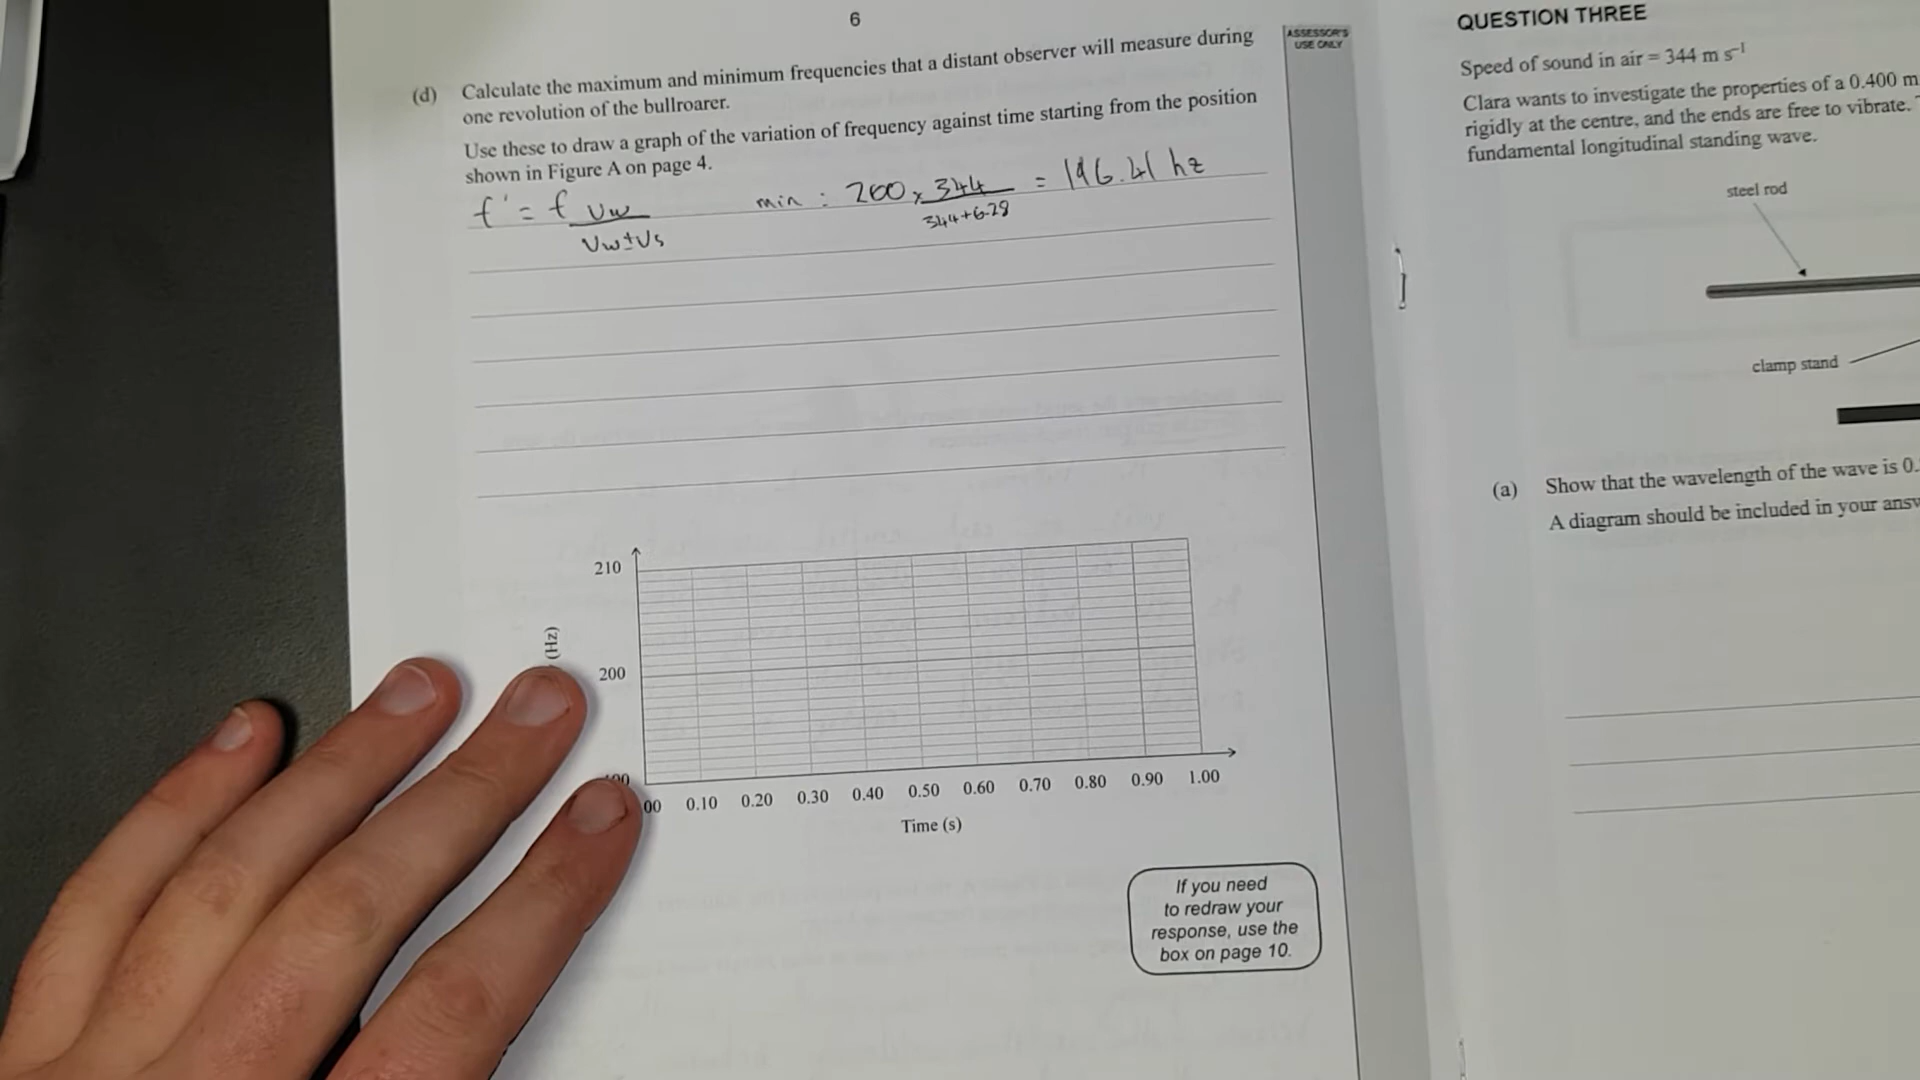 6
ASSESSOR'S
USE ONLY
(d) Calculate the maximum and minimum frequencies that a distant observer will measure during
one revolution of the bullroarer.
Use these to draw a graph of the variation of frequency against time starting from the position
shown in Figure A on page 4.
f' = f Vw
Vw±Vs
min : 200 x 344 = 196.41 hz
344+6.28
210
200
(Hz)
0.10 0.20 0.30 0.40 0.50 0.60 0.70 0.80 0.90 1.00
Time (s)
If you need
to redraw your
response, use the
box on page 10.
QUESTION THREE
Speed of sound in air = 344 m s⁻¹
Clara wants to investigate the properties of a 0.400 m
rigidly at the centre, and the ends are free to vibrate.
fundamental longitudinal standing wave.
steel rod
clamp stand
(a) Show that the wavelength of the wave is 0.
A diagram should be included in your